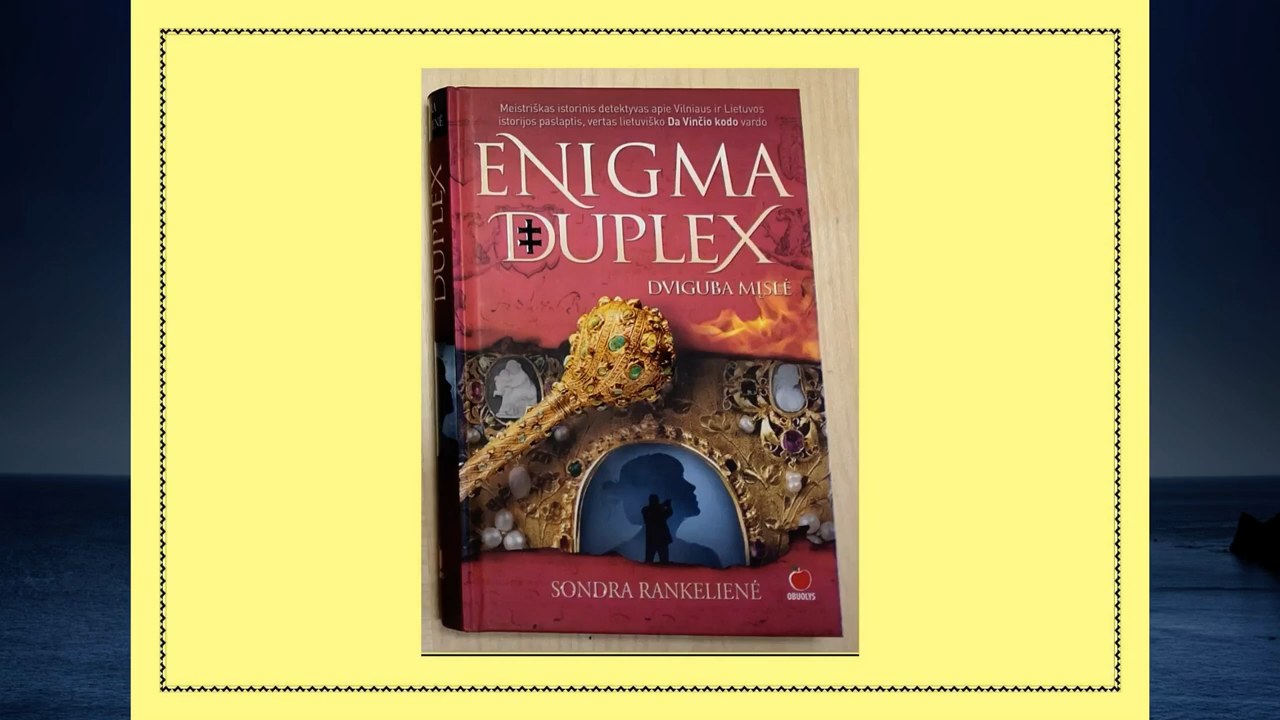 Meistriškas istorinis detektyvas apie Vilniaus ir Lietuvos
istorijos paslaptis, vertas lietuviško Da Vinčio kodo vardo
ENIGMA
DUPLEX
DVIGUBA MĮSLĖ
SONDRA RANKELIENĖ
OBUOLYS
DUPLEX